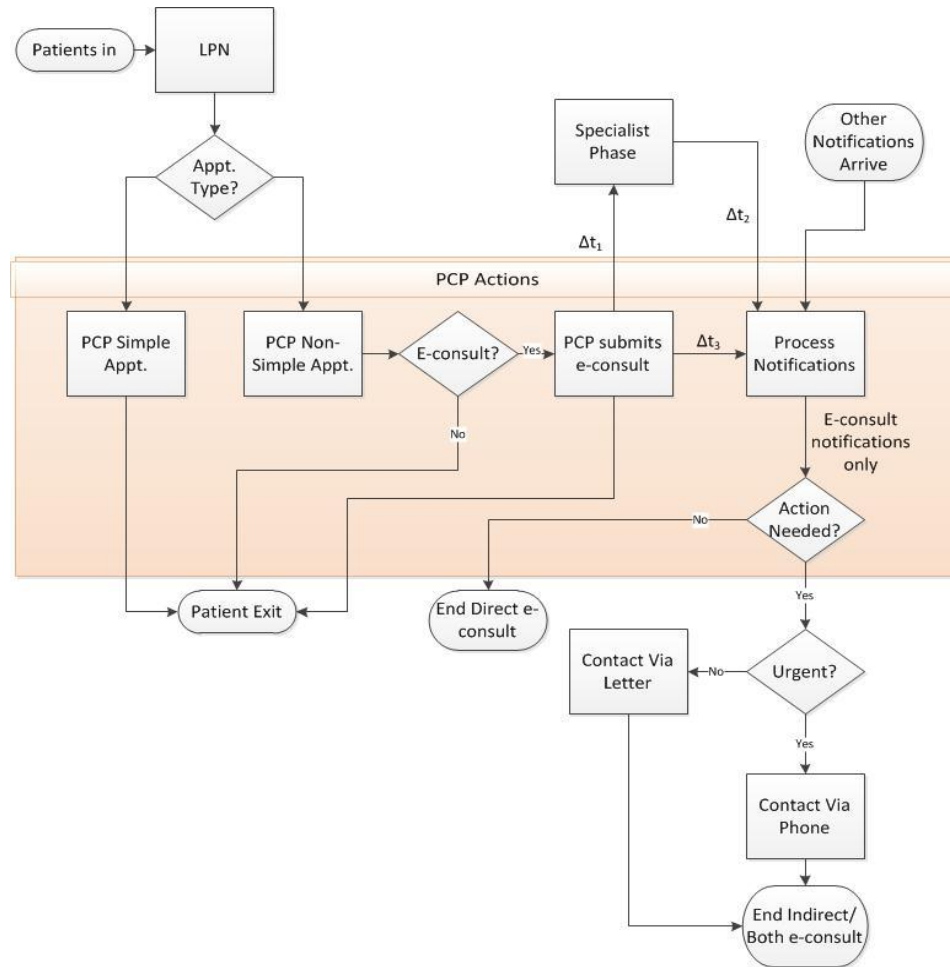 Patients in
LPN
Appt.
Type?
Specialist
Phase
Other
Notifications
Arrive
Δt₁
Δt₂
PCP Actions
PCP Simple
Appt.
PCP Non-
Simple Appt.
E-consult?
Yes
PCP submits
e-consult
Δt₃
Process
Notifications
No
E-consult
notifications
only
Action
Needed?
No
Patient Exit
End Direct e-
consult
Yes
Contact Via
Letter
No
Urgent?
Yes
Contact Via
Phone
End Indirect/
Both e-consult